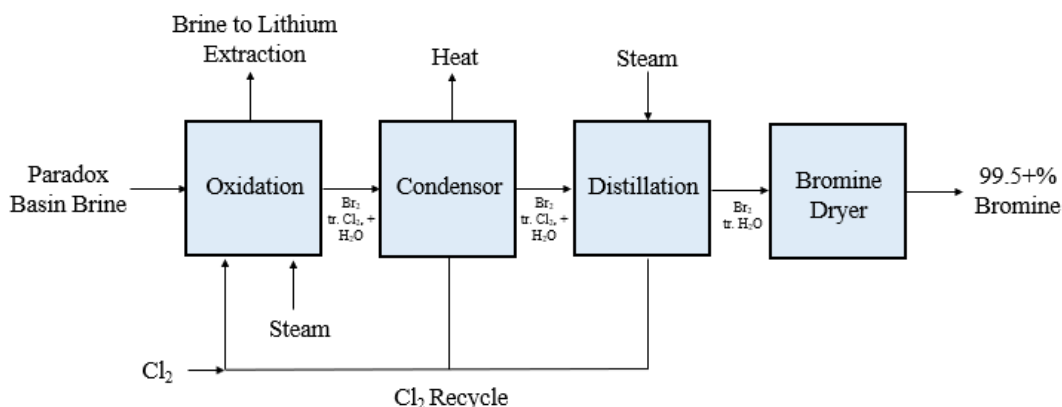 Brine to Lithium
Extraction
Heat
Steam
Paradox
Basin Brine
Oxidation
Br₂
tr. Cl₂, +
H₂O
Condensor
Br₂
tr. Cl₂, +
H₂O
Distillation
Br₂
tr. H₂O
Bromine
Dryer
99.5+%
Bromine
Steam
Cl₂
Cl₂ Recycle